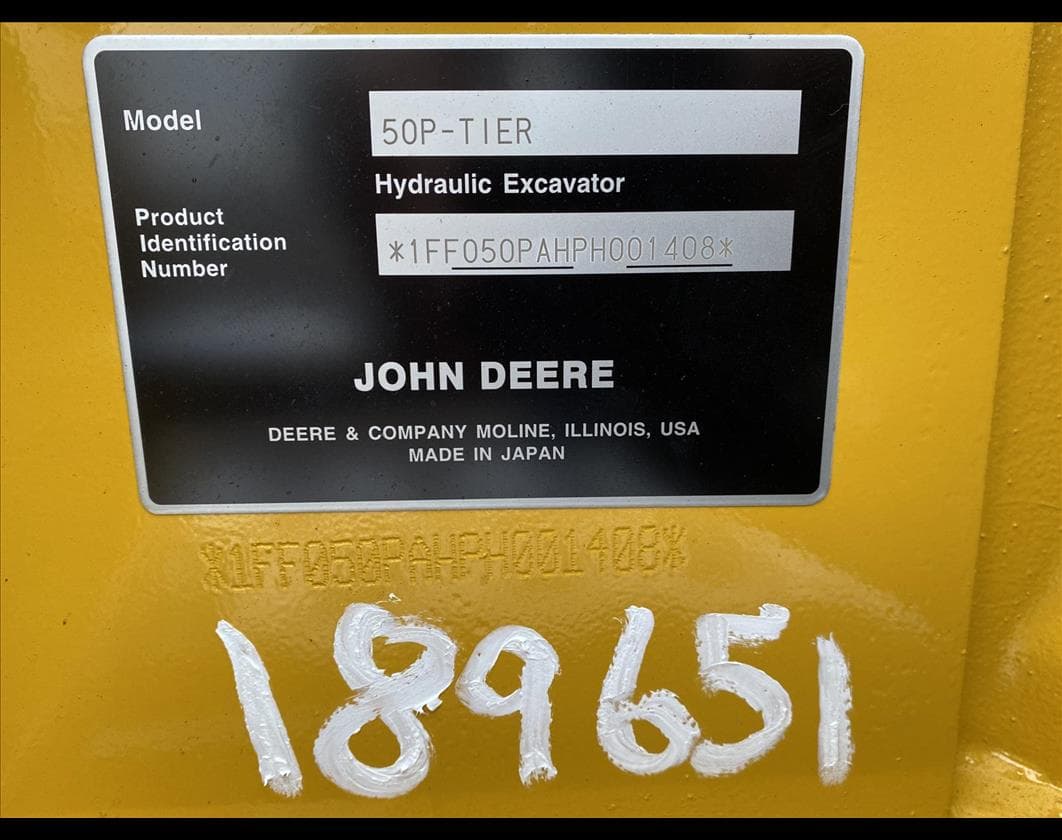 Model
50P-TIER
Hydraulic Excavator
Product
Identification
Number
*1FF050PAHPH001408*
JOHN DEERE
DEERE & COMPANY MOLINE, ILLINOIS, USA
MADE IN JAPAN
*1FF050PAHPH001408*
189651